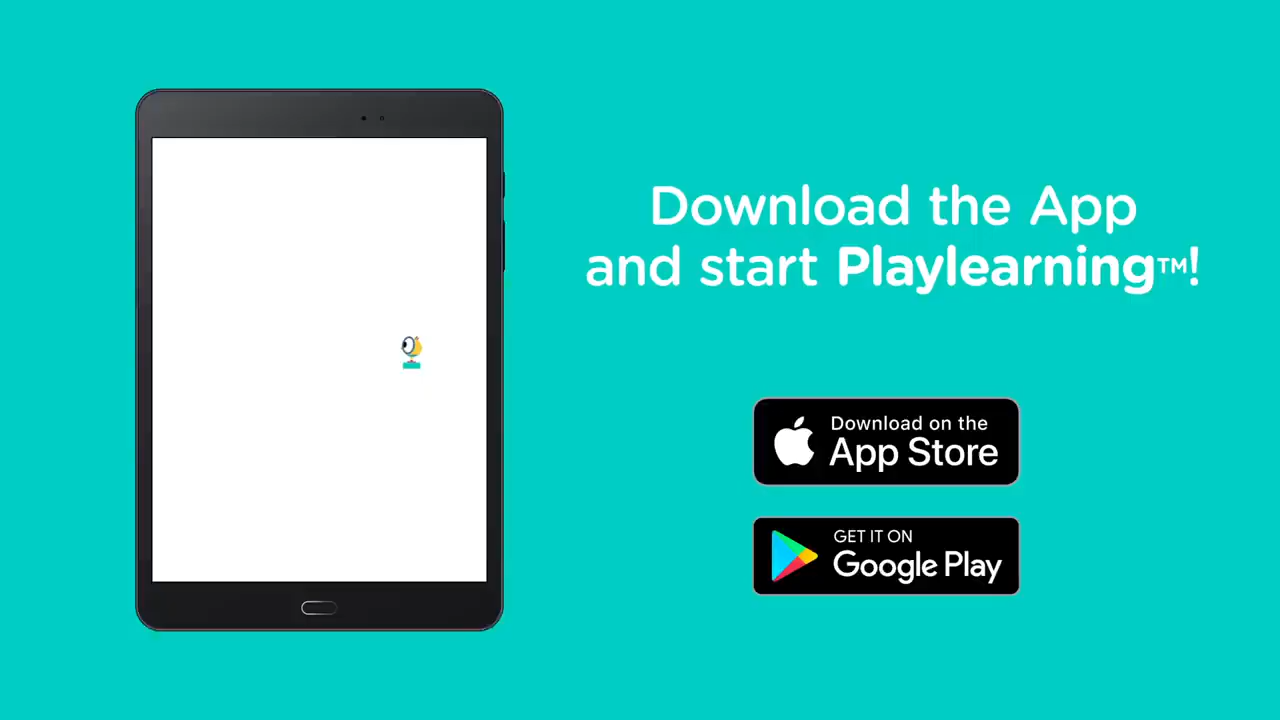 Download the App
and start Playlearning™!
Download on the
App Store
GET IT ON
Google Play